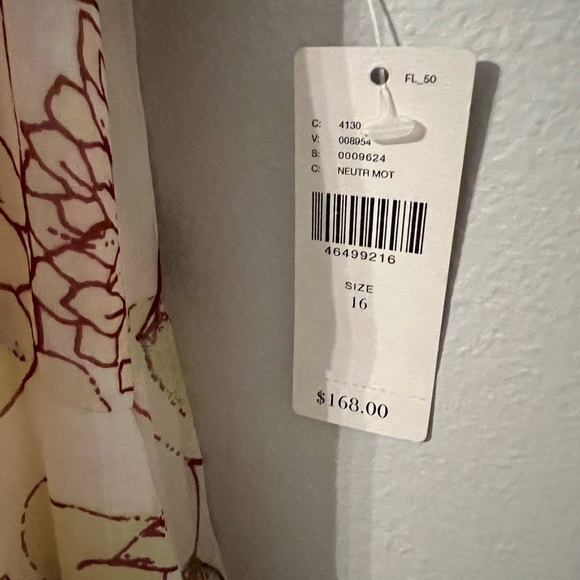 FL_50
C: 4130
V: 008954
S: 0009624
C: NEUTR MOT
46499216
SIZE
16
$168.00